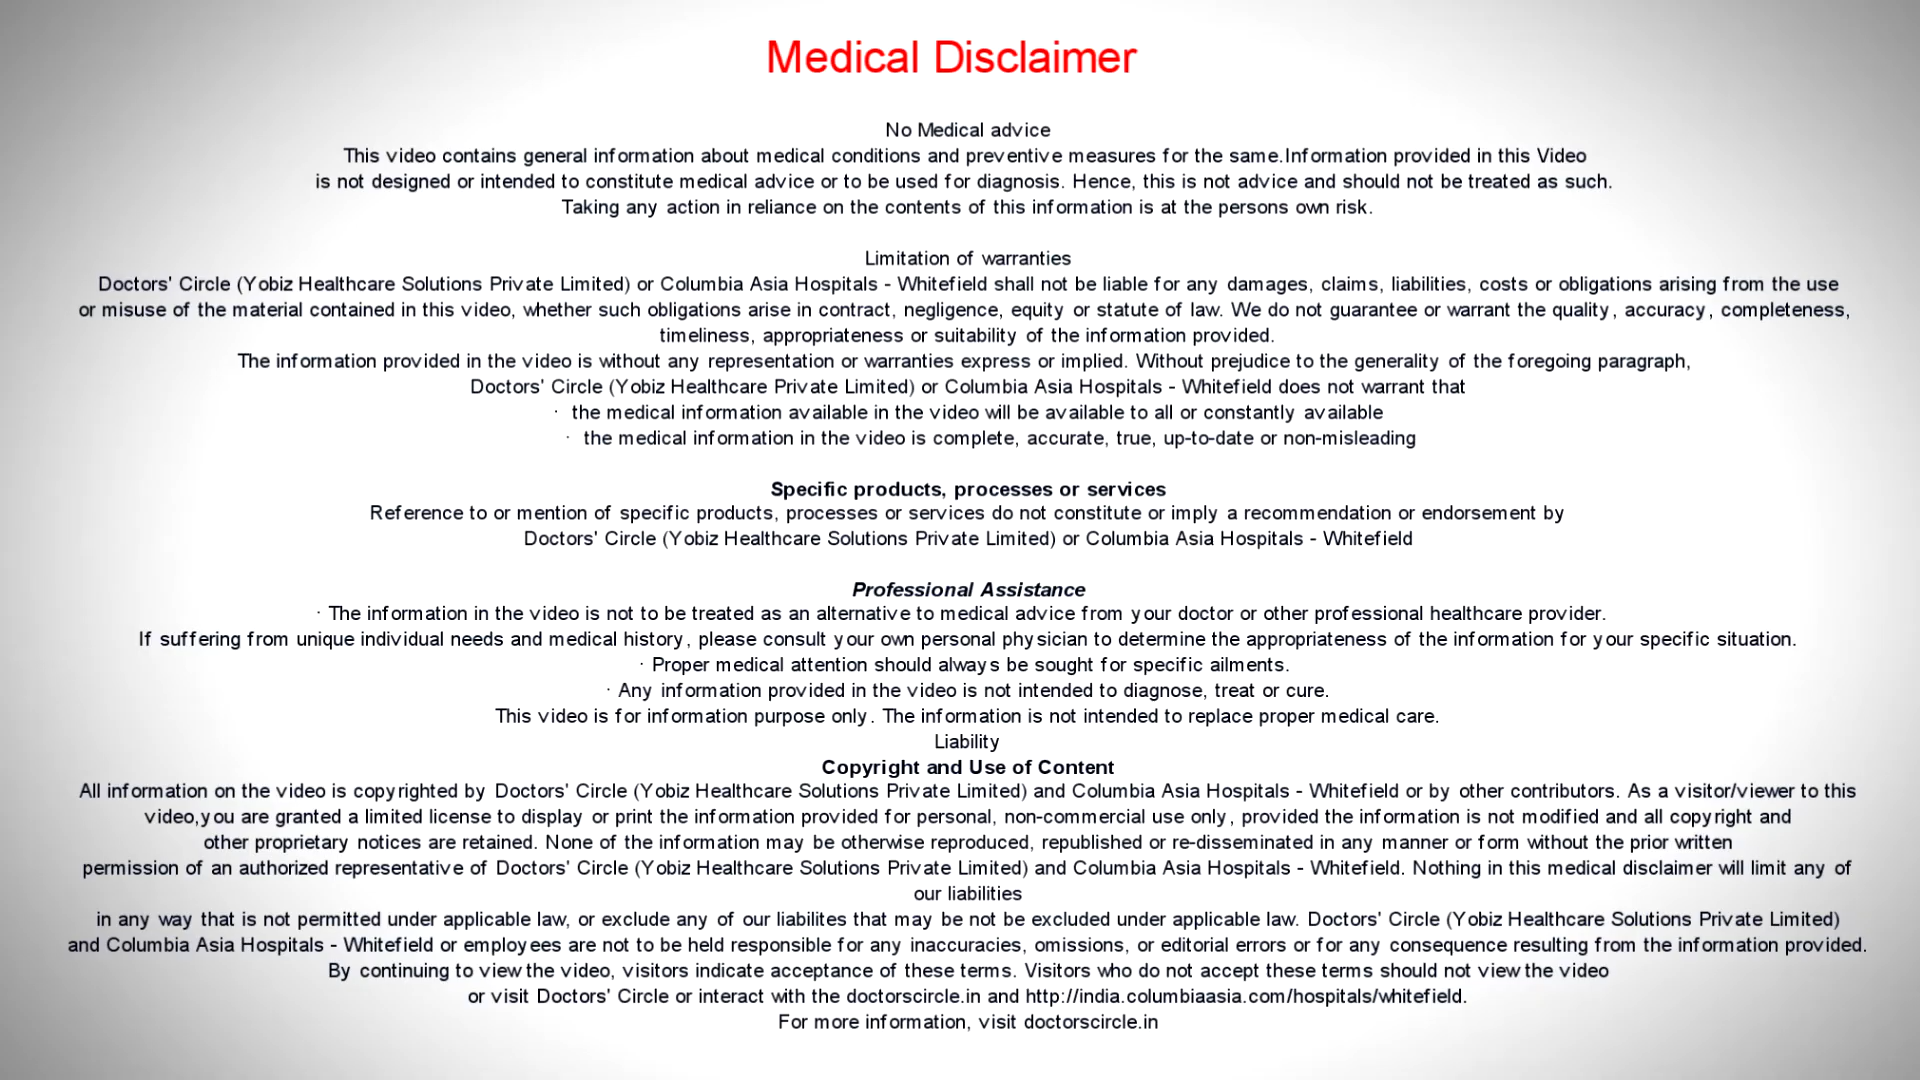 Medical Disclaimer
No Medical advice
This video contains general information about medical conditions and preventive measures for the same.Information provided in this Video
is not designed or intended to constitute medical advice or to be used for diagnosis. Hence, this is not advice and should not be treated as such.
Taking any action in reliance on the contents of this information is at the persons own risk.
Limitation of warranties
Doctors' Circle (Yobiz Healthcare Solutions Private Limited) or Columbia Asia Hospitals - Whitefield shall not be liable for any damages, claims, liabilities, costs or obligations arising from the use
or misuse of the material contained in this video, whether such obligations arise in contract, negligence, equity or statute of law. We do not guarantee or warrant the quality, accuracy, completeness,
timeliness, appropriateness or suitability of the information provided.
The information provided in the video is without any representation or warranties express or implied. Without prejudice to the generality of the foregoing paragraph,
Doctors' Circle (Yobiz Healthcare Private Limited) or Columbia Asia Hospitals - Whitefield does not warrant that
· the medical information available in the video will be available to all or constantly available
· the medical information in the video is complete, accurate, true, up-to-date or non-misleading
Specific products, processes or services
Reference to or mention of specific products, processes or services do not constitute or imply a recommendation or endorsement by
Doctors' Circle (Yobiz Healthcare Solutions Private Limited) or Columbia Asia Hospitals - Whitefield
Professional Assistance
· The information in the video is not to be treated as an alternative to medical advice from your doctor or other professional healthcare provider.
If suffering from unique individual needs and medical history, please consult your own personal physician to determine the appropriateness of the information for your specific situation.
· Proper medical attention should always be sought for specific ailments.
· Any information provided in the video is not intended to diagnose, treat or cure.
This video is for information purpose only. The information is not intended to replace proper medical care.
Liability
Copyright and Use of Content
All information on the video is copyrighted by Doctors' Circle (Yobiz Healthcare Solutions Private Limited) and Columbia Asia Hospitals - Whitefield or by other contributors. As a visitor/viewer to this
video,you are granted a limited license to display or print the information provided for personal, non-commercial use only, provided the information is not modified and all copyright and
other proprietary notices are retained. None of the information may be otherwise reproduced, republished or re-disseminated in any manner or form without the prior written
permission of an authorized representative of Doctors' Circle (Yobiz Healthcare Solutions Private Limited) and Columbia Asia Hospitals - Whitefield. Nothing in this medical disclaimer will limit any of
our liabilities
in any way that is not permitted under applicable law, or exclude any of our liabilites that may be not be excluded under applicable law. Doctors' Circle (Yobiz Healthcare Solutions Private Limited)
and Columbia Asia Hospitals - Whitefield or employees are not to be held responsible for any inaccuracies, omissions, or editorial errors or for any consequence resulting from the information provided.
By continuing to view the video, visitors indicate acceptance of these terms. Visitors who do not accept these terms should not view the video
or visit Doctors' Circle or interact with the doctorscircle.in and http://india.columbiaasia.com/hospitals/whitefield.
For more information, visit doctorscircle.in